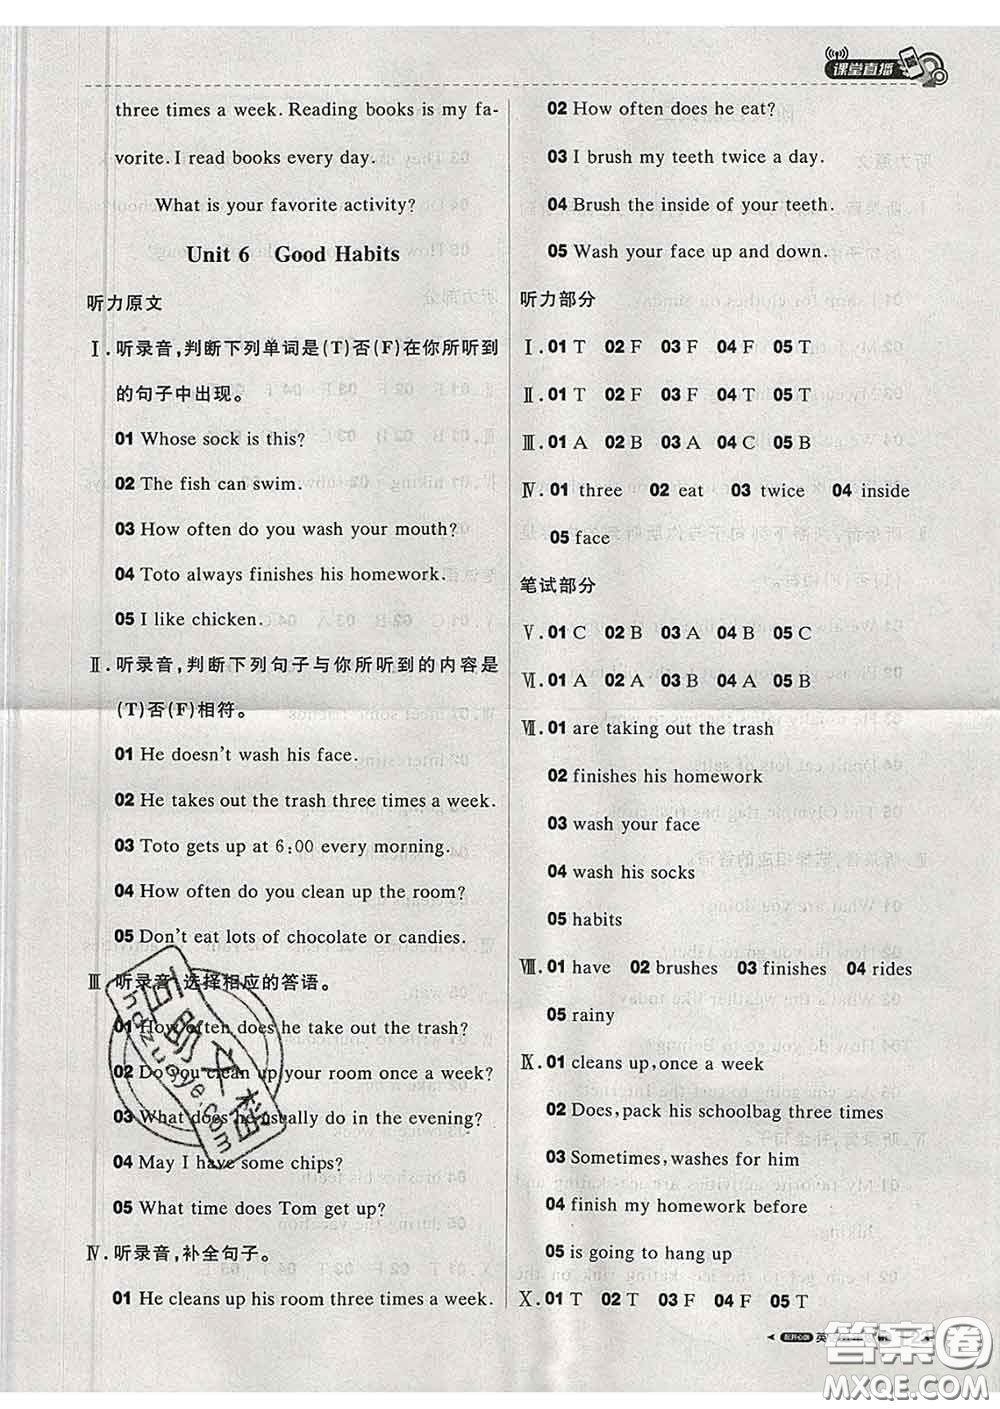 课堂直播
three times a week. Reading books is my fa-
vorite. I read books every day.
What is your favorite activity?
Unit 6 Good Habits
听力原文
Ⅰ. 听录音,判断下列单词是(T)否(F)在你所听到
的句子中出现。
01 Whose sock is this?
02 The fish can swim.
03 How often do you wash your mouth?
04 Toto always finishes his homework.
05 I like chicken.
Ⅱ. 听录音,判断下列句子与你所听到的内容是
(T)否(F)相符。
01 He doesn't wash his face.
02 He takes out the trash three times a week.
03 Toto gets up at 6:00 every morning.
04 How often do you clean up the room?
05 Don't eat lots of chocolate or candies.
Ⅲ. 听录音,选择相应的答语。
01 How often does he take out the trash?
02 Do you clean up your room once a week?
03 What does he usually do in the evening?
04 May I have some chips?
05 What time does Tom get up?
Ⅳ. 听录音,补全句子。
01 He cleans up his room three times a week.
02 How often does he eat?
03 I brush my teeth twice a day.
04 Brush the inside of your teeth.
05 Wash your face up and down.
听力部分
Ⅰ. 01 T 02 F 03 F 04 F 05 T
Ⅱ. 01 T 02 F 03 F 04 T 05 T
Ⅲ. 01 A 02 B 03 A 04 C 05 B
Ⅳ. 01 three 02 eat 03 twice 04 inside
05 face
笔试部分
Ⅴ. 01 C 02 B 03 A 04 B 05 C
Ⅵ. 01 A 02 A 03 B 04 A 05 B
Ⅶ. 01 are taking out the trash
02 finishes his homework
03 wash your face
04 wash his socks
05 habits
Ⅷ. 01 have 02 brushes 03 finishes 04 rides
05 rainy
Ⅸ. 01 cleans up, once a week
02 Does, pack his schoolbag three times
03 Sometimes, washes for him
04 finish my homework before
05 is going to hang up
Ⅹ. 01 T 02 T 03 F 04 F 05 T
答案圈
MXQE.COM
百助文档
hdzuoye.com